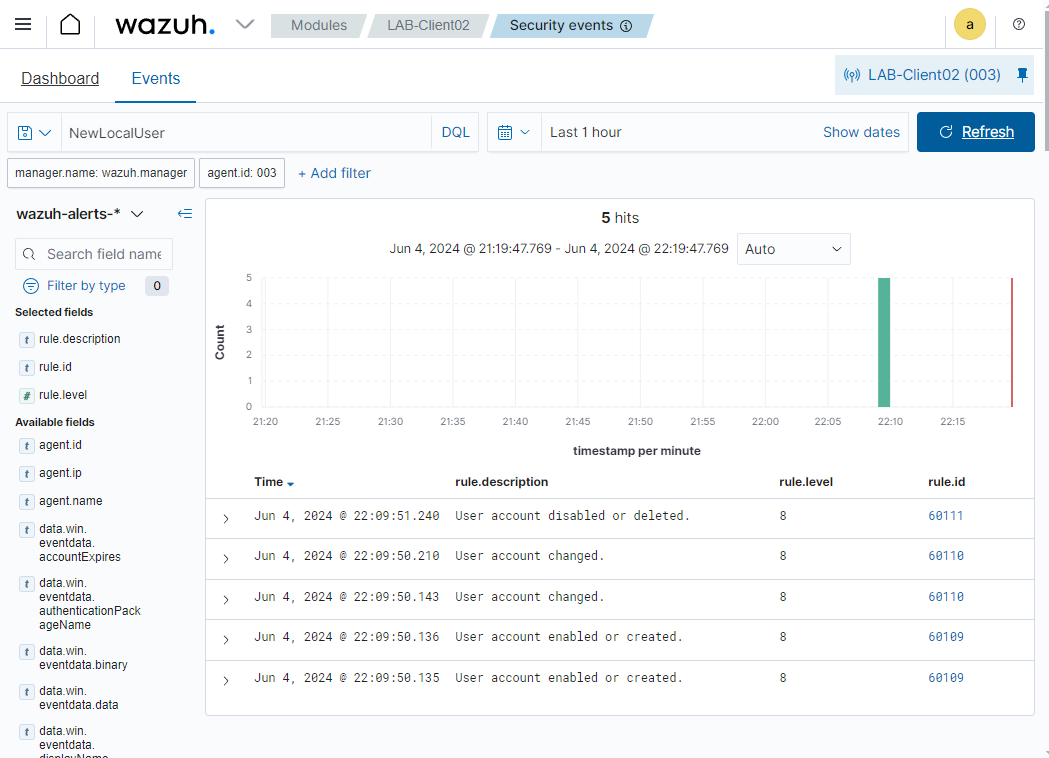 wazuh.
Modules
LAB-Client02
Security events
a
Dashboard
Events
LAB-Client02 (003)
NewLocalUser
DQL
Last 1 hour
Show dates
Refresh
manager.name: wazuh.manager
agent.id: 003
+ Add filter
wazuh-alerts-*
Search field name
Filter by type
0
Selected fields
t rule.description
t rule.id
# rule.level
Available fields
t agent.id
t agent.ip
t agent.name
t data.win.
eventdata.
accountExpires
t data.win.
eventdata.
authenticationPack
ageName
t data.win.
eventdata.binary
t data.win.
eventdata.data
t data.win.
eventdata.
displayName
5 hits
Jun 4, 2024 @ 21:19:47.769 - Jun 4, 2024 @ 22:19:47.769
Auto
Count
5
4
3
2
1
0
21:20 21:25 21:30 21:35 21:40 21:45 21:50 21:55 22:00 22:05 22:10 22:15
timestamp per minute
Time rule.description rule.level rule.id
Jun 4, 2024 @ 22:09:51.240 User account disabled or deleted. 8 60111
Jun 4, 2024 @ 22:09:50.210 User account changed. 8 60110
Jun 4, 2024 @ 22:09:50.143 User account changed. 8 60110
Jun 4, 2024 @ 22:09:50.136 User account enabled or created. 8 60109
Jun 4, 2024 @ 22:09:50.135 User account enabled or created. 8 60109